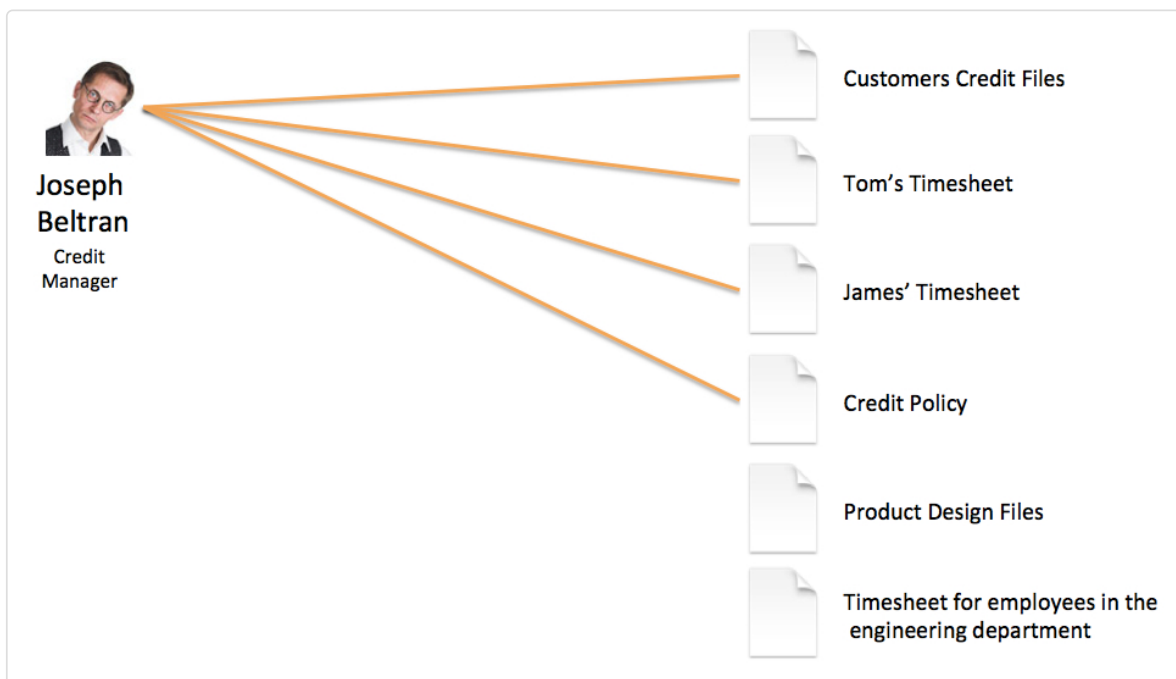 Customers Credit Files
Joseph
Beltran
Credit
Manager
Tom’s Timesheet
James’ Timesheet
Credit Policy
Product Design Files
Timesheet for employees in the
engineering department